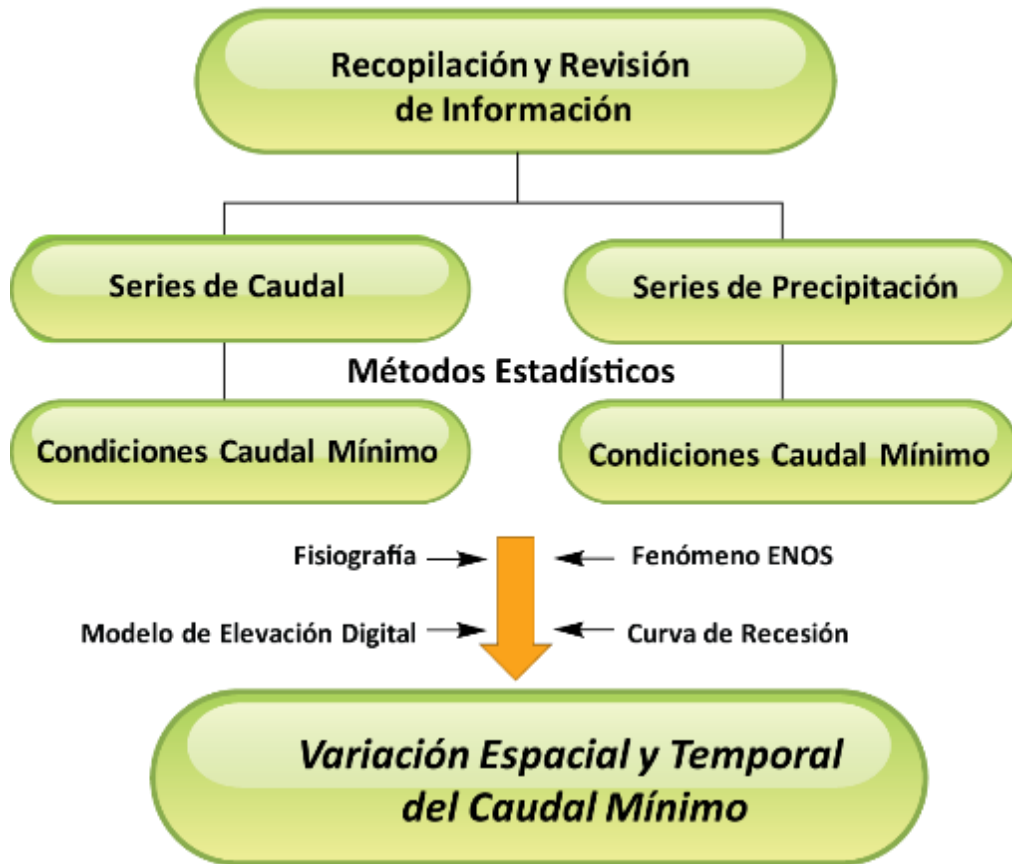 Recopilación y Revisión
de Información
Series de Caudal
Series de Precipitación
Métodos Estadísticos
Condiciones Caudal Mínimo
Condiciones Caudal Mínimo
Fisiografía
Fenómeno ENOS
Modelo de Elevación Digital
Curva de Recesión
Variación Espacial y Temporal
del Caudal Mínimo